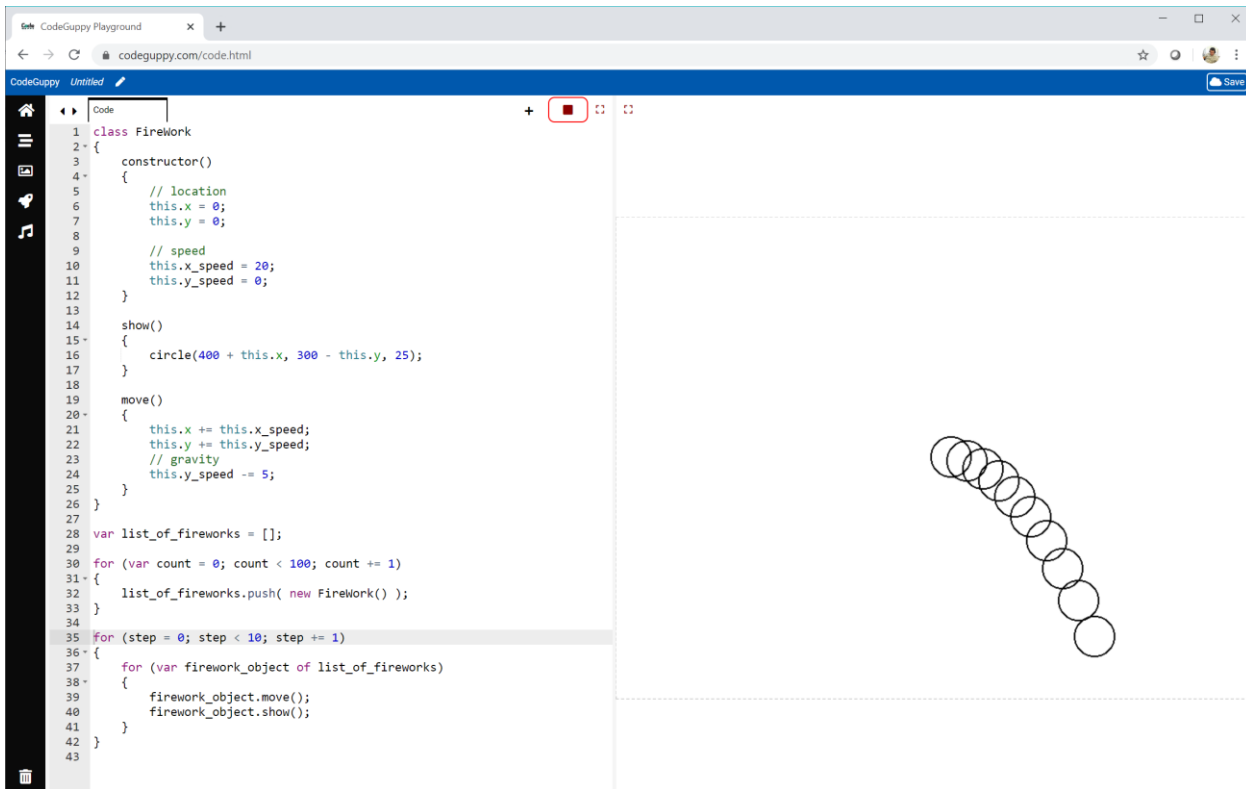 Code CodeGuppy Playground × +
codeguppy.com/code.html
CodeGuppy Untitled Save
Code +
1 class FireWork
2 {
3     constructor()
4     {
5         // location
6         this.x = 0;
7         this.y = 0;
8
9         // speed
10         this.x_speed = 20;
11         this.y_speed = 0;
12     }
13
14     show()
15     {
16         circle(400 + this.x, 300 - this.y, 25);
17     }
18
19     move()
20     {
21         this.x += this.x_speed;
22         this.y += this.y_speed;
23         // gravity
24         this.y_speed -= 5;
25     }
26 }
27
28 var list_of_fireworks = [];
29
30 for (var count = 0; count < 100; count += 1)
31 {
32     list_of_fireworks.push( new FireWork() );
33 }
34
35 for (step = 0; step < 10; step += 1)
36 {
37     for (var firework_object of list_of_fireworks)
38     {
39         firework_object.move();
40         firework_object.show();
41     }
42 }
43